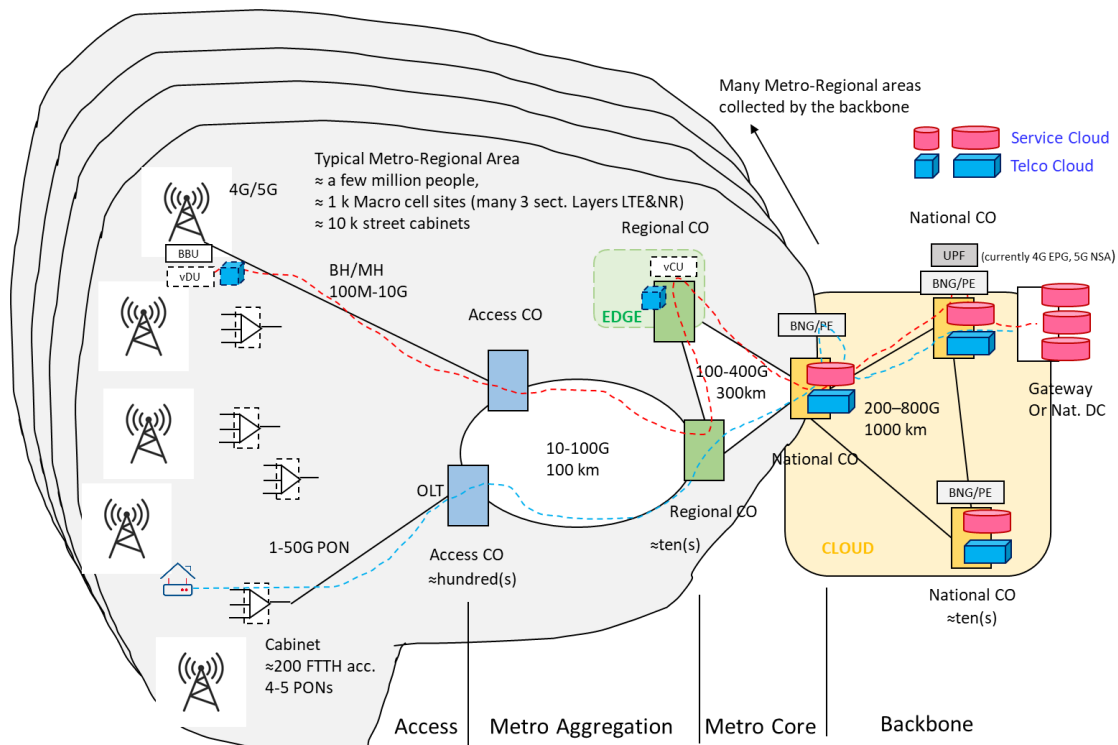 Many Metro-Regional areas
collected by the backbone
Service Cloud
Telco Cloud
Typical Metro-Regional Area
≈ a few million people,
≈ 1 k Macro cell sites (many 3 sect. Layers LTE&NR)
≈ 10 k street cabinets
4G/5G
National CO
Regional CO
BBU
vDU
vCU
UPF
(currently 4G EPG, 5G NSA)
BH/MH
100M-10G
BNG/PE
EDGE
Access CO
BNG/PE
100-400G
300km
Gateway
Or Nat. DC
200–800G
1000 km
10-100G
100 km
National CO
OLT
BNG/PE
Regional CO
≈ten(s)
1-50G PON
Access CO
≈hundred(s)
CLOUD
National CO
≈ten(s)
Cabinet
≈200 FTTH acc.
4-5 PONs
Access
Metro Aggregation
Metro Core
Backbone